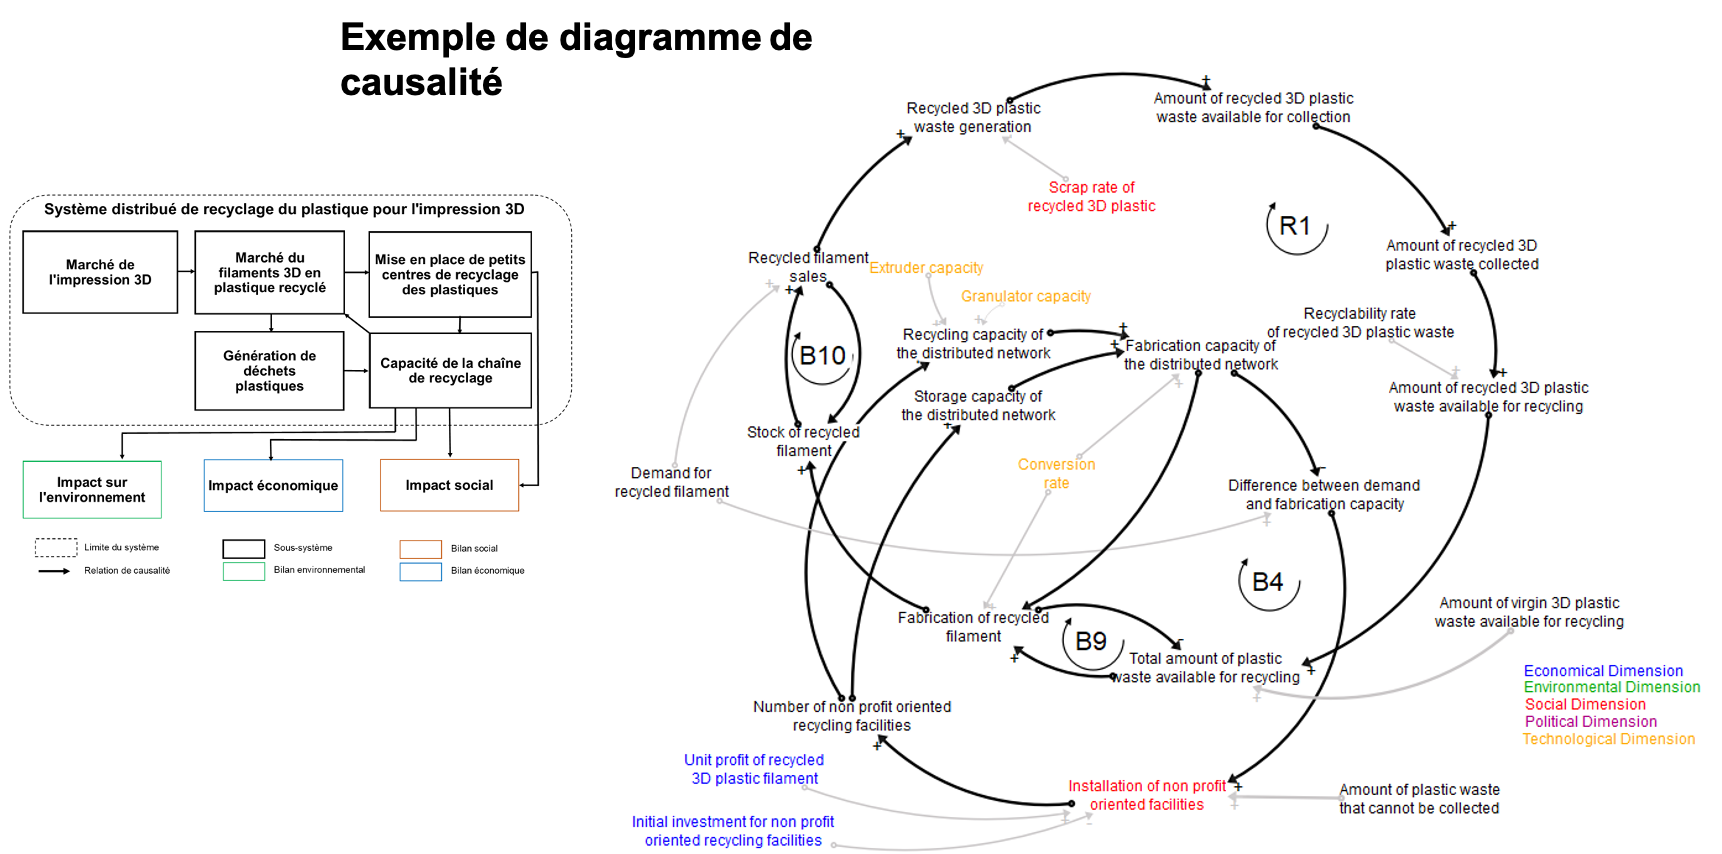 Exemple de diagramme de
causalité
Système distribué de recyclage du plastique pour l'impression 3D
Marché de
l'impression 3D
Marché du
filaments 3D en
plastique recyclé
Mise en place de petits
centres de recyclage
des plastiques
Génération de
déchets
plastiques
Capacité de la chaîne
de recyclage
Impact sur
l'environnement
Impact économique
Impact social
Limite du système
Sous-système
Bilan social
Relation de causalité
Bilan environnemental
Bilan économique
Recycled 3D plastic
waste generation
Amount of recycled 3D plastic
waste available for collection
Scrap rate of
recycled 3D plastic
R1
Amount of recycled 3D
plastic waste collected
Recycled filament
sales
Extruder capacity
Granulator capacity
Recyclability rate
of recycled 3D plastic waste
B10
Recycling capacity of
the distributed network
Fabrication capacity of
the distributed network
Amount of recycled 3D plastic
waste available for recycling
Storage capacity of
the distributed network
Stock of recycled
filament
Demand for
recycled filament
Conversion
rate
Difference between demand
and fabrication capacity
B4
Fabrication of recycled
filament
B9
Total amount of plastic
waste available for recycling
Amount of virgin 3D plastic
waste available for recycling
Number of non profit oriented
recycling facilities
Economical Dimension
Environmental Dimension
Social Dimension
Political Dimension
Technological Dimension
Unit profit of recycled
3D plastic filament
Installation of non profit
oriented facilities
Amount of plastic waste
that cannot be collected
Initial investment for non profit
oriented recycling facilities